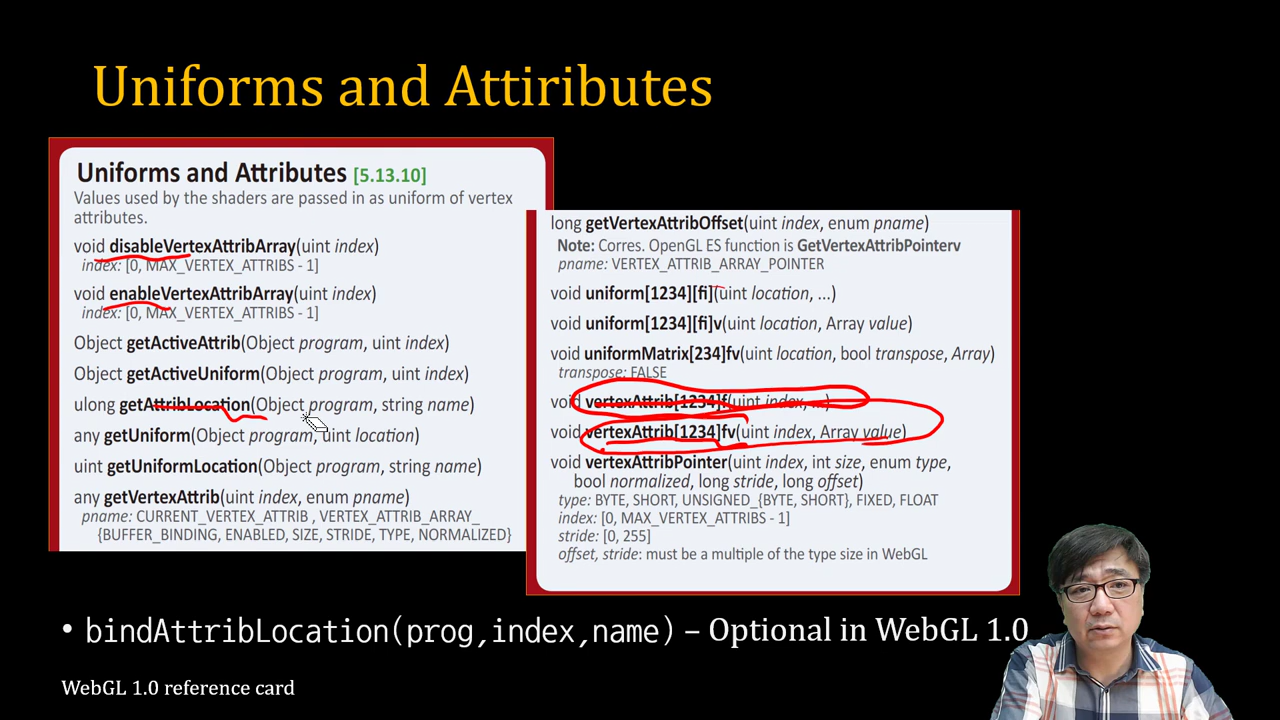 Uniforms and Attiributes
Uniforms and Attributes [5.13.10]
Values used by the shaders are passed in as uniform of vertex
attributes.
void disableVertexAttribArray(uint index)
index: [0, MAX_VERTEX_ATTRIBS - 1]
void enableVertexAttribArray(uint index)
index: [0, MAX_VERTEX_ATTRIBS - 1]
Object getActiveAttrib(Object program, uint index)
Object getActiveUniform(Object program, uint index)
ulong getAttribLocation(Object program, string name)
any getUniform(Object program, uint location)
uint getUniformLocation(Object program, string name)
any getVertexAttrib(uint index, enum pname)
pname: CURRENT_VERTEX_ATTRIB , VERTEX_ATTRIB_ARRAY_
{BUFFER_BINDING, ENABLED, SIZE, STRIDE, TYPE, NORMALIZED}
long getVertexAttribOffset(uint index, enum pname)
Note: Corres. OpenGL ES function is GetVertexAttribPointerv
pname: VERTEX_ATTRIB_ARRAY_POINTER
void uniform[1234][fi](uint location, ...)
void uniform[1234][fi]v(uint location, Array value)
void uniformMatrix[234]fv(uint location, bool transpose, Array)
transpose: FALSE
void vertexAttrib[1234]f(uint index, ...)
void vertexAttrib[1234]fv(uint index, Array value)
void vertexAttribPointer(uint index, int size, enum type,
bool normalized, long stride, long offset)
type: BYTE, SHORT, UNSIGNED_{BYTE, SHORT}, FIXED, FLOAT
index: [0, MAX_VERTEX_ATTRIBS - 1]
stride: [0, 255]
offset, stride: must be a multiple of the type size in WebGL
• bindAttribLocation(prog,index,name) – Optional in WebGL 1.0
WebGL 1.0 reference card